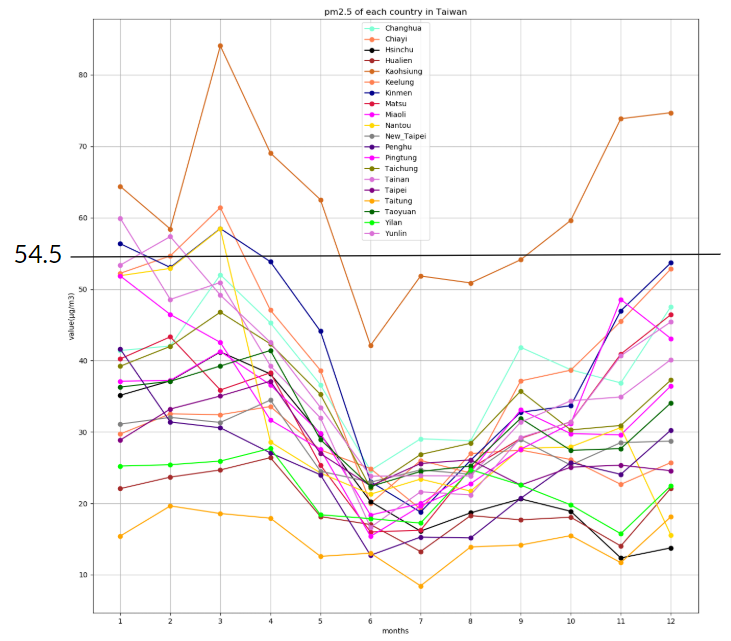 pm2.5 of each country in Taiwan
Changhua
Chiayi
Hsinchu
Hualien
Kaohsiung
Keelung
Kinmen
Matsu
Miaoli
Nantou
New_Taipei
Penghu
Pingtung
Taichung
Tainan
Taipei
Taitung
Taoyuan
Yilan
Yunlin
80
70
60
54.5
50
40
30
20
10
value(μg/m3)
1 2 3 4 5 6 7 8 9 10 11 12
months